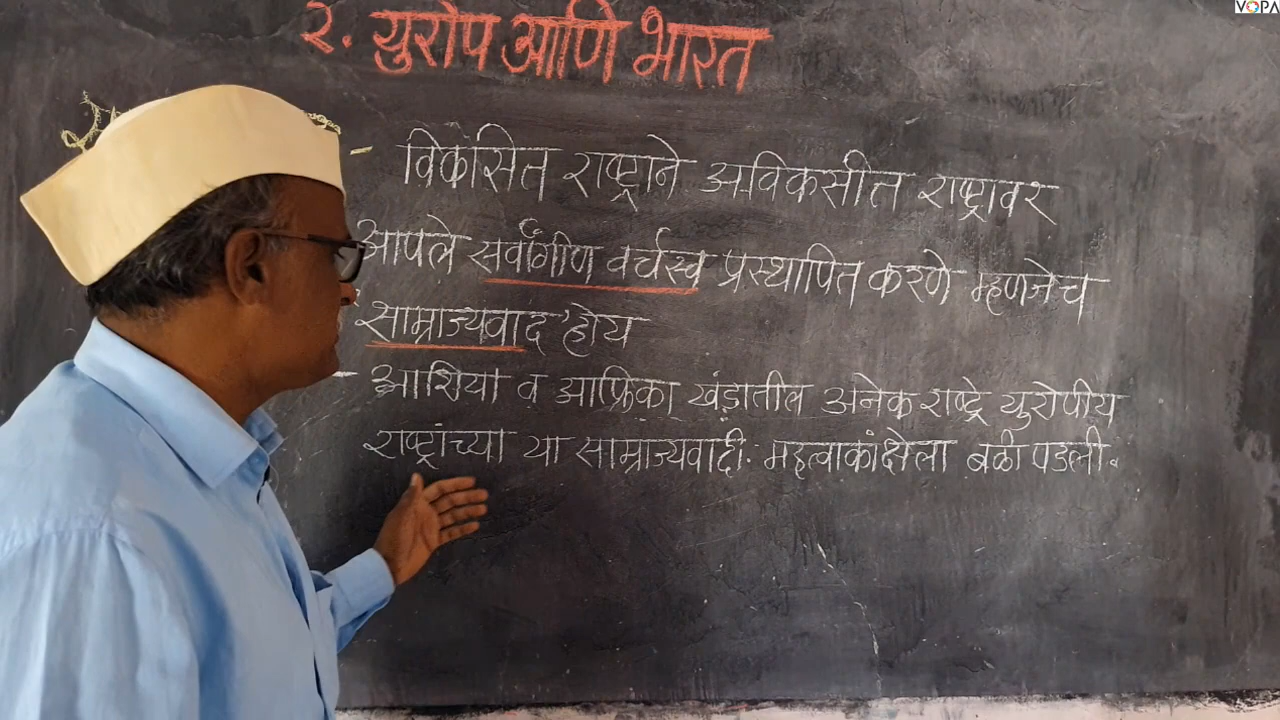 VOPA
२. युरोप आणि भारत
- विकसित राष्ट्राने अविकसीत राष्ट्रावर
आपले सर्वांगीण वर्चस्व प्रस्थापित करणे म्हणजेच
'साम्राज्यवाद' होय
- आशिया व आफ्रिका खंडातील अनेक राष्ट्रे युरोपीय
राष्ट्रांच्या या साम्राज्यवादी. महत्वाकांक्षेला बळी पडली.